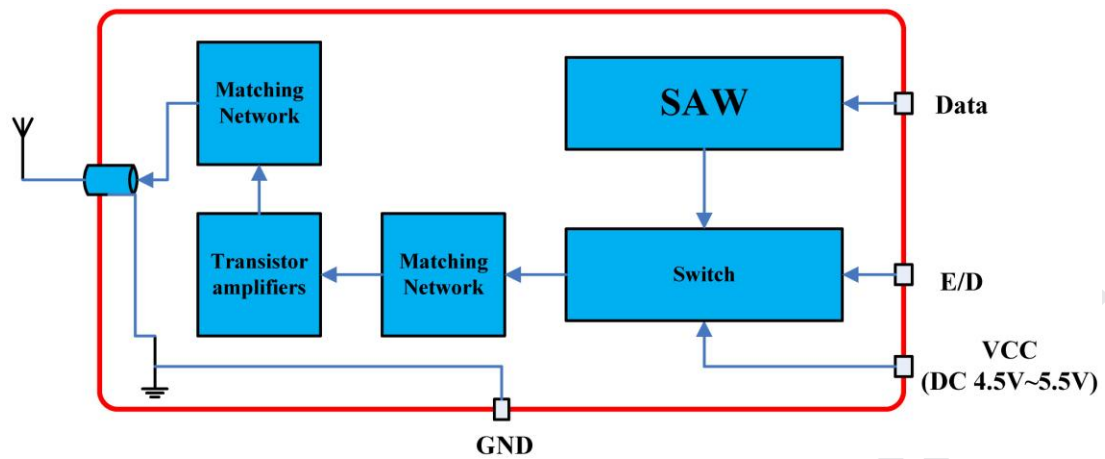 Matching
Network
SAW
Data
Transistor
amplifiers
Matching
Network
Switch
E/D
VCC
(DC 4.5V~5.5V)
GND